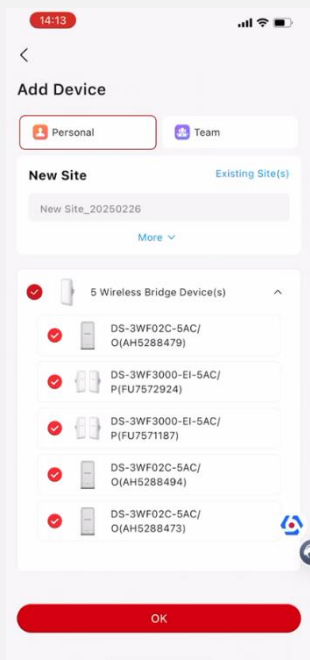 14:13
Add Device
Personal
Team
New Site
Existing Site(s)
New Site_20250226
More
5 Wireless Bridge Device(s)
DS-3WF02C-5AC/
O(AH5288479)
DS-3WF3000-EI-5AC/
P(FU7572924)
DS-3WF3000-EI-5AC/
P(FU7571187)
DS-3WF02C-5AC/
O(AH5288494)
DS-3WF02C-5AC/
O(AH5288473)
OK